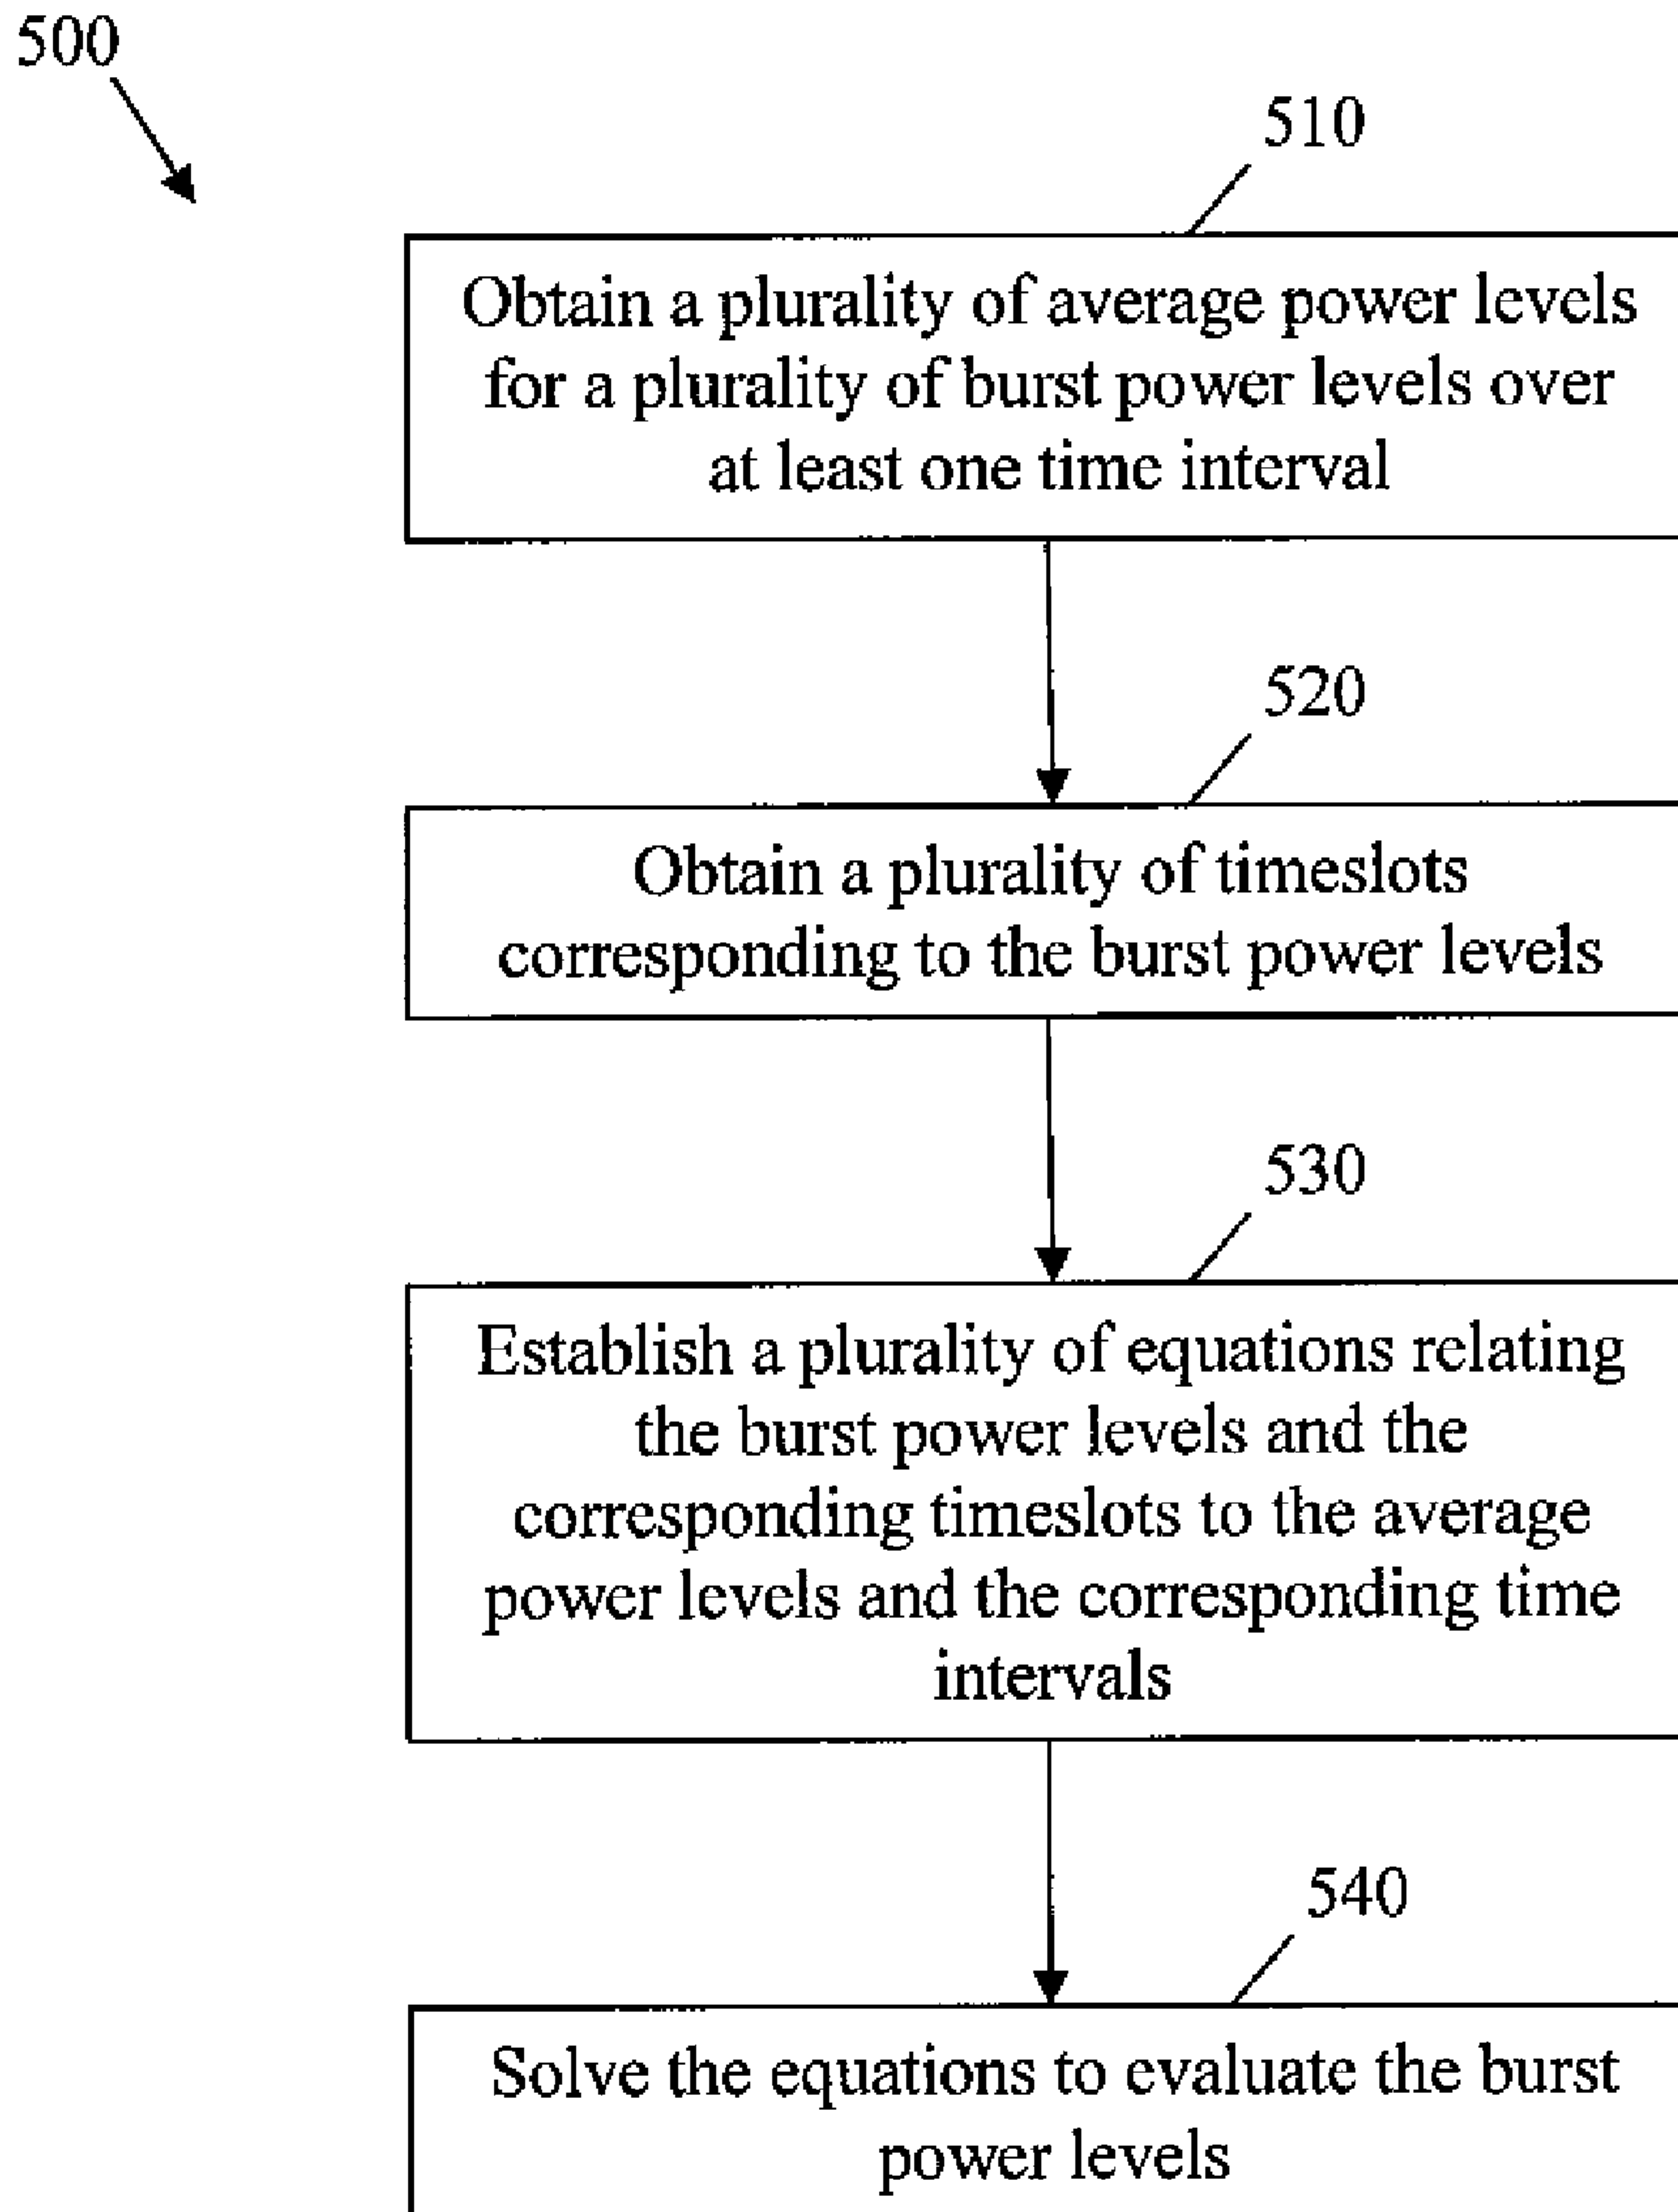 500
510
Obtain a plurality of average power levels
for a plurality of burst power levels over
at least one time interval
520
Obtain a plurality of timeslots
corresponding to the burst power levels
530
Establish a plurality of equations relating
the burst power levels and the
corresponding timeslots to the average
power levels and the corresponding time
intervals
540
Solve the equations to evaluate the burst
power levels